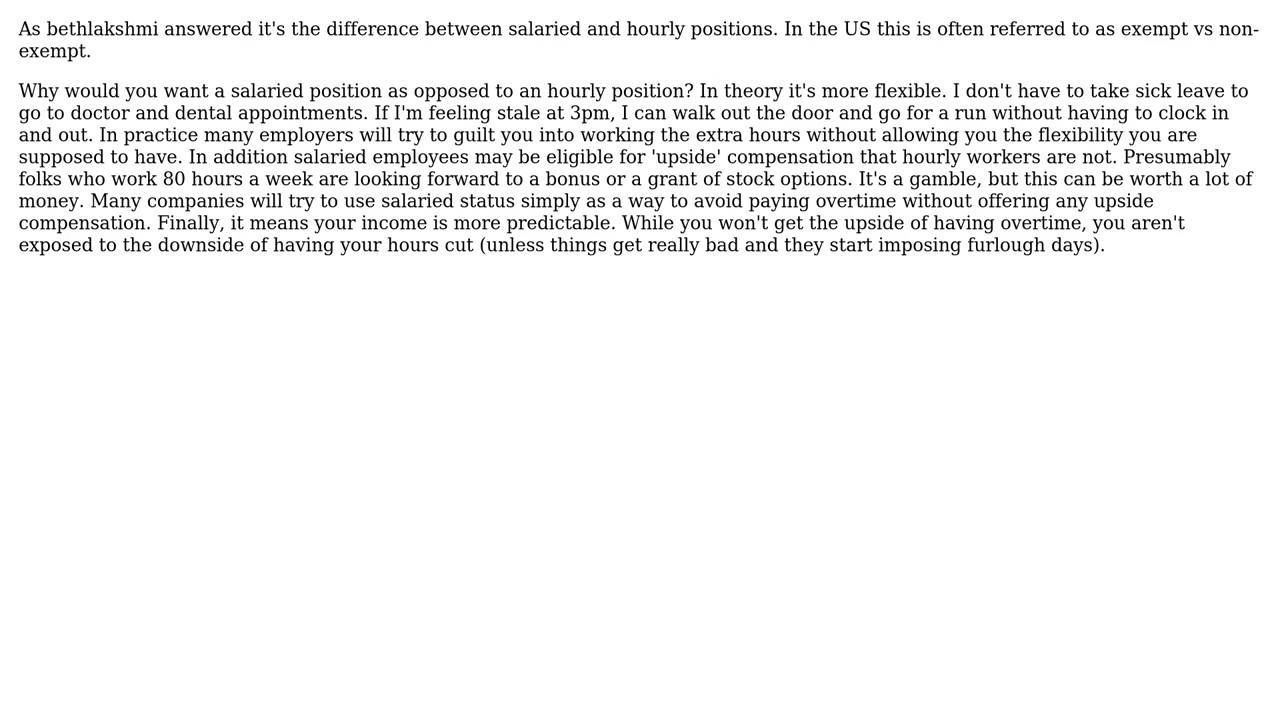 As bethlakshmi answered it's the difference between salaried and hourly positions. In the US this is often referred to as exempt vs non-
exempt.
Why would you want a salaried position as opposed to an hourly position? In theory it's more flexible. I don't have to take sick leave to
go to doctor and dental appointments. If I'm feeling stale at 3pm, I can walk out the door and go for a run without having to clock in
and out. In practice many employers will try to guilt you into working the extra hours without allowing you the flexibility you are
supposed to have. In addition salaried employees may be eligible for 'upside' compensation that hourly workers are not. Presumably
folks who work 80 hours a week are looking forward to a bonus or a grant of stock options. It's a gamble, but this can be worth a lot of
money. Many companies will try to use salaried status simply as a way to avoid paying overtime without offering any upside
compensation. Finally, it means your income is more predictable. While you won't get the upside of having overtime, you aren't
exposed to the downside of having your hours cut (unless things get really bad and they start imposing furlough days).